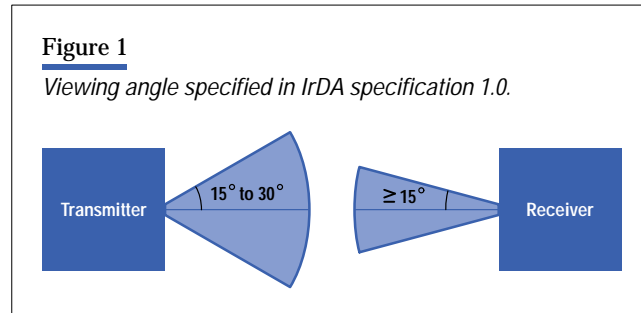 Figure 1
Viewing angle specified in IrDA specification 1.0.
Transmitter
15° to 30°
≥ 15°
Receiver